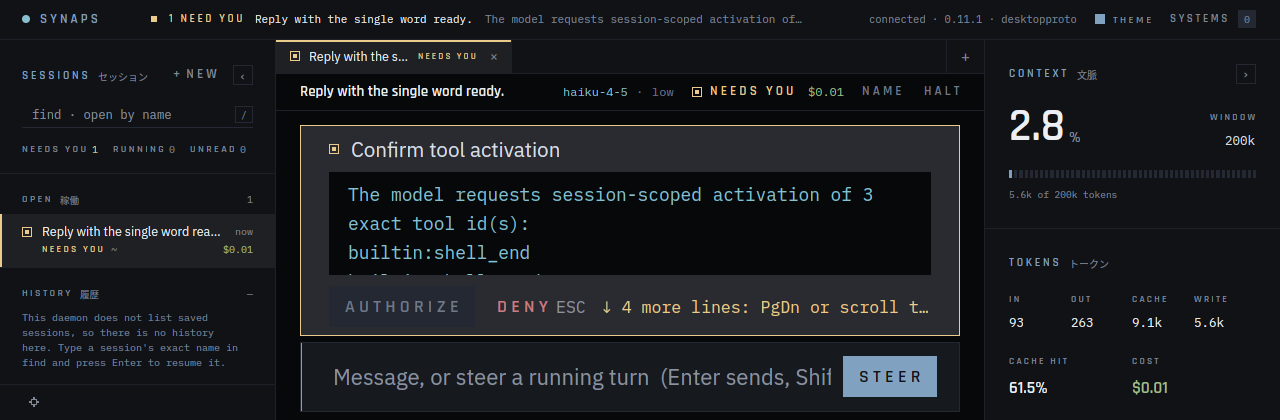 SYNAPS
1 NEED YOU Reply with the single word ready. The model requests session-scoped activation of…
connected · 0.11.1 · desktopproto
THEME
SYSTEMS 0
SESSIONS セッション + NEW ‹
find · open by name /
NEEDS YOU 1 RUNNING 0 UNREAD 0
OPEN 稼働 1
Reply with the single word rea… now
NEEDS YOU ~ $0.01
HISTORY 履歴 —
This daemon does not list saved
sessions, so there is no history
here. Type a session's exact name in
find and press Enter to resume it.
Reply with the s… NEEDS YOU ×
+
Reply with the single word ready. haiku-4-5 · low NEEDS YOU $0.01 NAME HALT
Confirm tool activation
The model requests session-scoped activation of 3
exact tool id(s):
builtin:shell_end
AUTHORIZE DENY ESC ↓ 4 more lines: PgDn or scroll t…
Message, or steer a running turn (Enter sends, Shif
STEER
CONTEXT 文脈 ›
2.8 %
WINDOW
200k
5.6k of 200k tokens
TOKENS トークン
IN OUT CACHE WRITE
93 263 9.1k 5.6k
CACHE HIT COST
61.5% $0.01